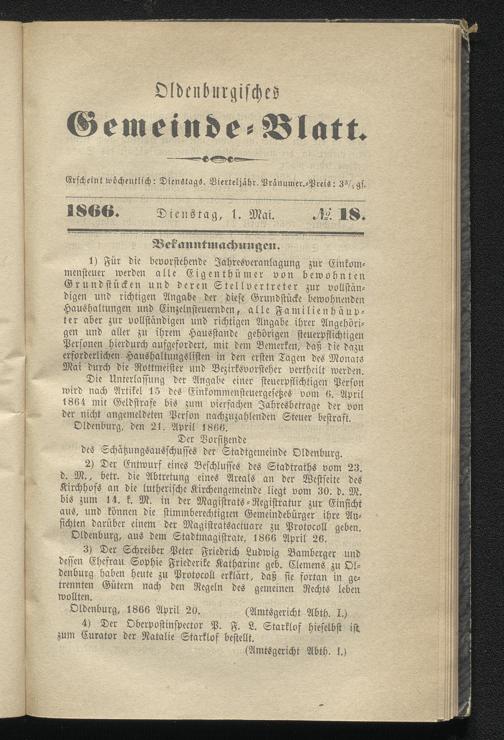 Oldenburgisches
Gemeinde-Blatt.
Erscheint wöchentlich: Dienstags. Vierteljähr. Pränumer.-Preis: 3¾ gs.
1866. Dienstag, 1. Mai. № 18.
Bekanntmachungen.
1) Für die bevorstehende Jahresveranlagung zur Einkom-
mensteuer werden alle Eigenthümer von bewohnten
Grundstücken und deren Stellvertreter zur vollstän-
digen und richtigen Angabe der diese Grundstücke bewohnenden
Haushaltungen und Einzelsteuernden, alle Familienhäup-
ter aber zur vollständigen und richtigen Angabe ihrer Angehöri-
gen und aller zu ihrem Hausstande gehörigen steuerpflichtigen
Personen hierdurch aufgefordert, mit dem Bemerken, daß die dazu
erforderlichen Haushaltungslisten in den ersten Tagen des Monats
Mai durch die Rottmeister und Bezirksvorsteher vertheilt werden.
Die Unterlassung der Angabe einer steuerpflichtigen Person
wird nach Artikel 15 des Einkommensteuergesetzes vom 6. April
1864 mit Geldstrafe bis zum vierfachen Jahresbetrage der von
der nicht angemeldeten Person nachzuzahlenden Steuer bestraft.
Oldenburg, den 21. April 1866.
Der Vorsitzende
des Schätzungsausschusses der Stadtgemeinde Oldenburg.
2) Der Entwurf eines Beschlusses des Stadtraths vom 23.
d. M., betr. die Abtretung eines Areals an der Westseite des
Kirchhofs an die lutherische Kirchengemeinde liegt vom 30. d. M.
bis zum 14. k. M. in der Magistrats-Registratur zur Einsicht
aus, und können die stimmberechtigten Gemeindebürger ihre An-
sichten darüber einem der Magistratsactuare zu Protocoll geben.
Oldenburg, aus dem Stadtmagistrate, 1866 April 26.
3) Der Schreiber Peter Friedrich Ludwig Bamberger und
dessen Ehefrau Sophie Friederike Katharine geb. Clemens zu Ol-
denburg haben heute zu Protocoll erklärt, daß sie fortan in ge-
trennten Gütern nach den Regeln des gemeinen Rechts leben
wollten.
Oldenburg, 1866 April 20. (Amtsgericht Abth. I.)
4) Der Oberpostinspector P. F. L. Starklof hieselbst ist
zum Curator der Natalie Starklof bestellt.
(Amtsgericht Abth. I.)